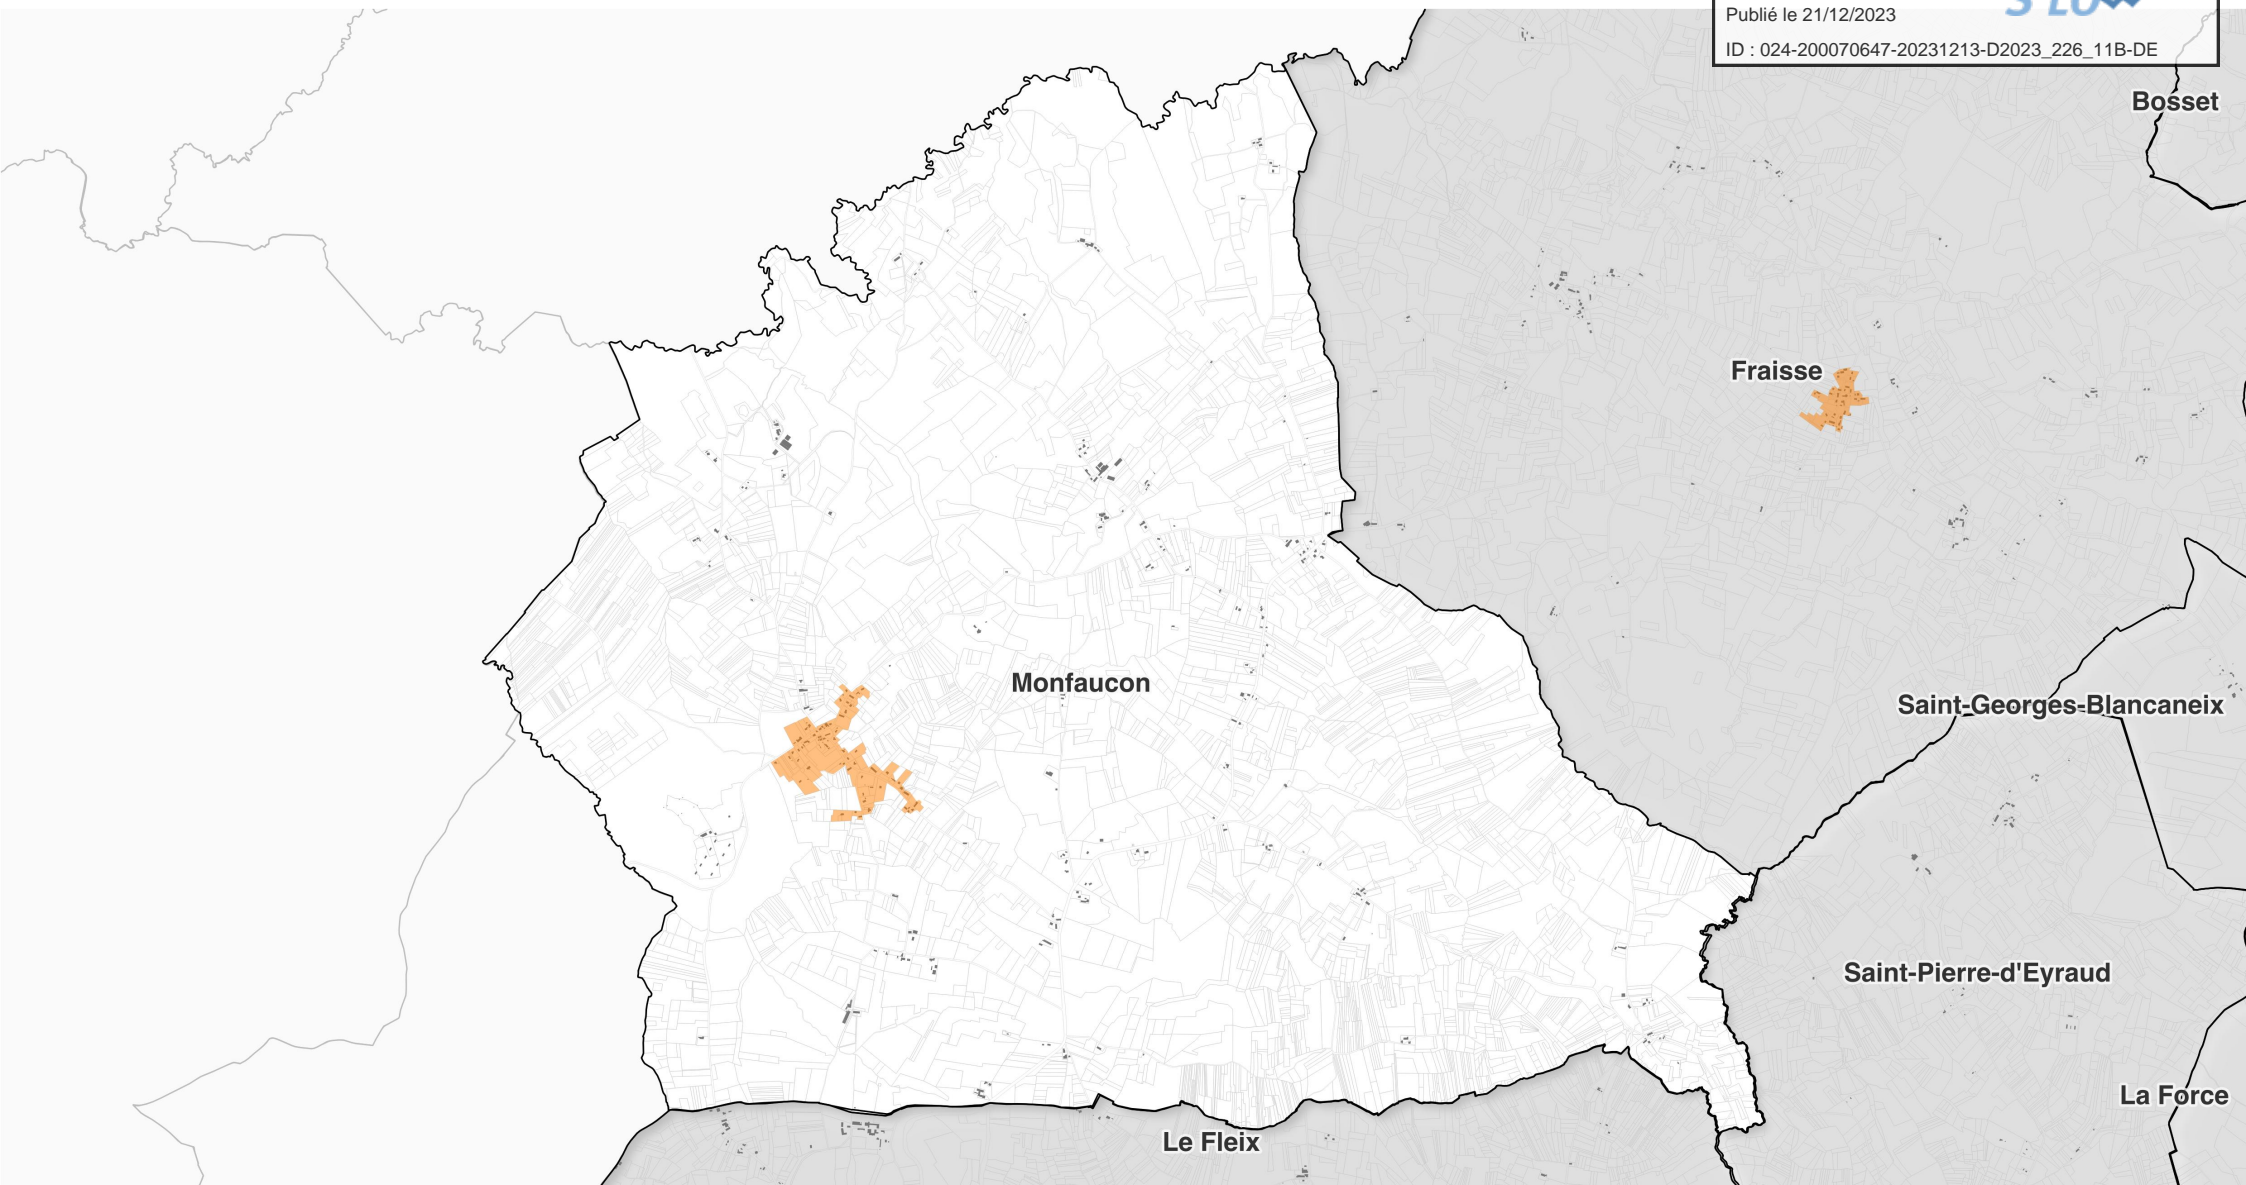 Publié le 21/12/2023
ID : 024-200070647-20231213-D2023_226_11B-DE
Bosset
Fraisse
Monfaucon
Saint-Georges-Blancaneix
Saint-Pierre-d'Eyraud
La Force
Le Fleix